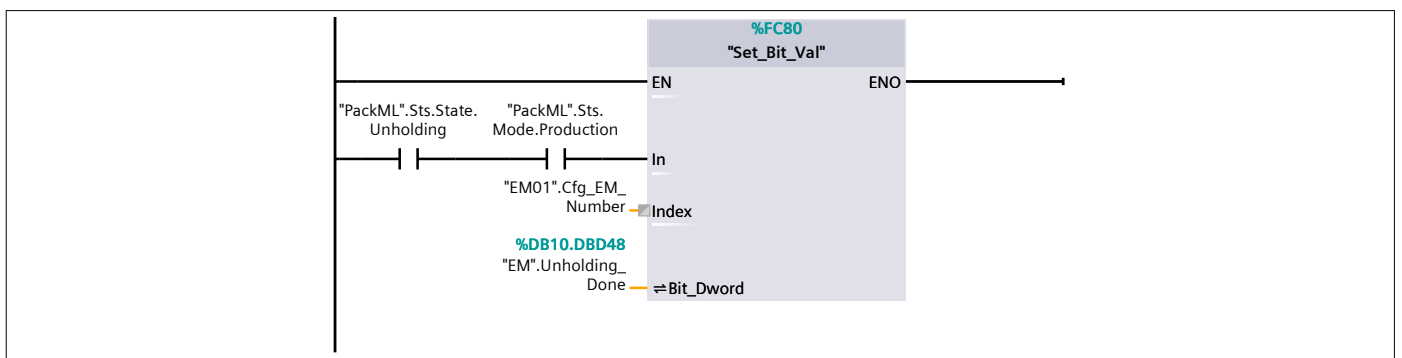 %FC80
"Set_Bit_Val"
EN
ENO
"PackML".Sts.State.
Unholding
"PackML".Sts.
Mode.Production
In
"EM01".Cfg_EM_
Number
Index
%DB10.DBD48
"EM".Unholding_
Done
⇌Bit_Dword